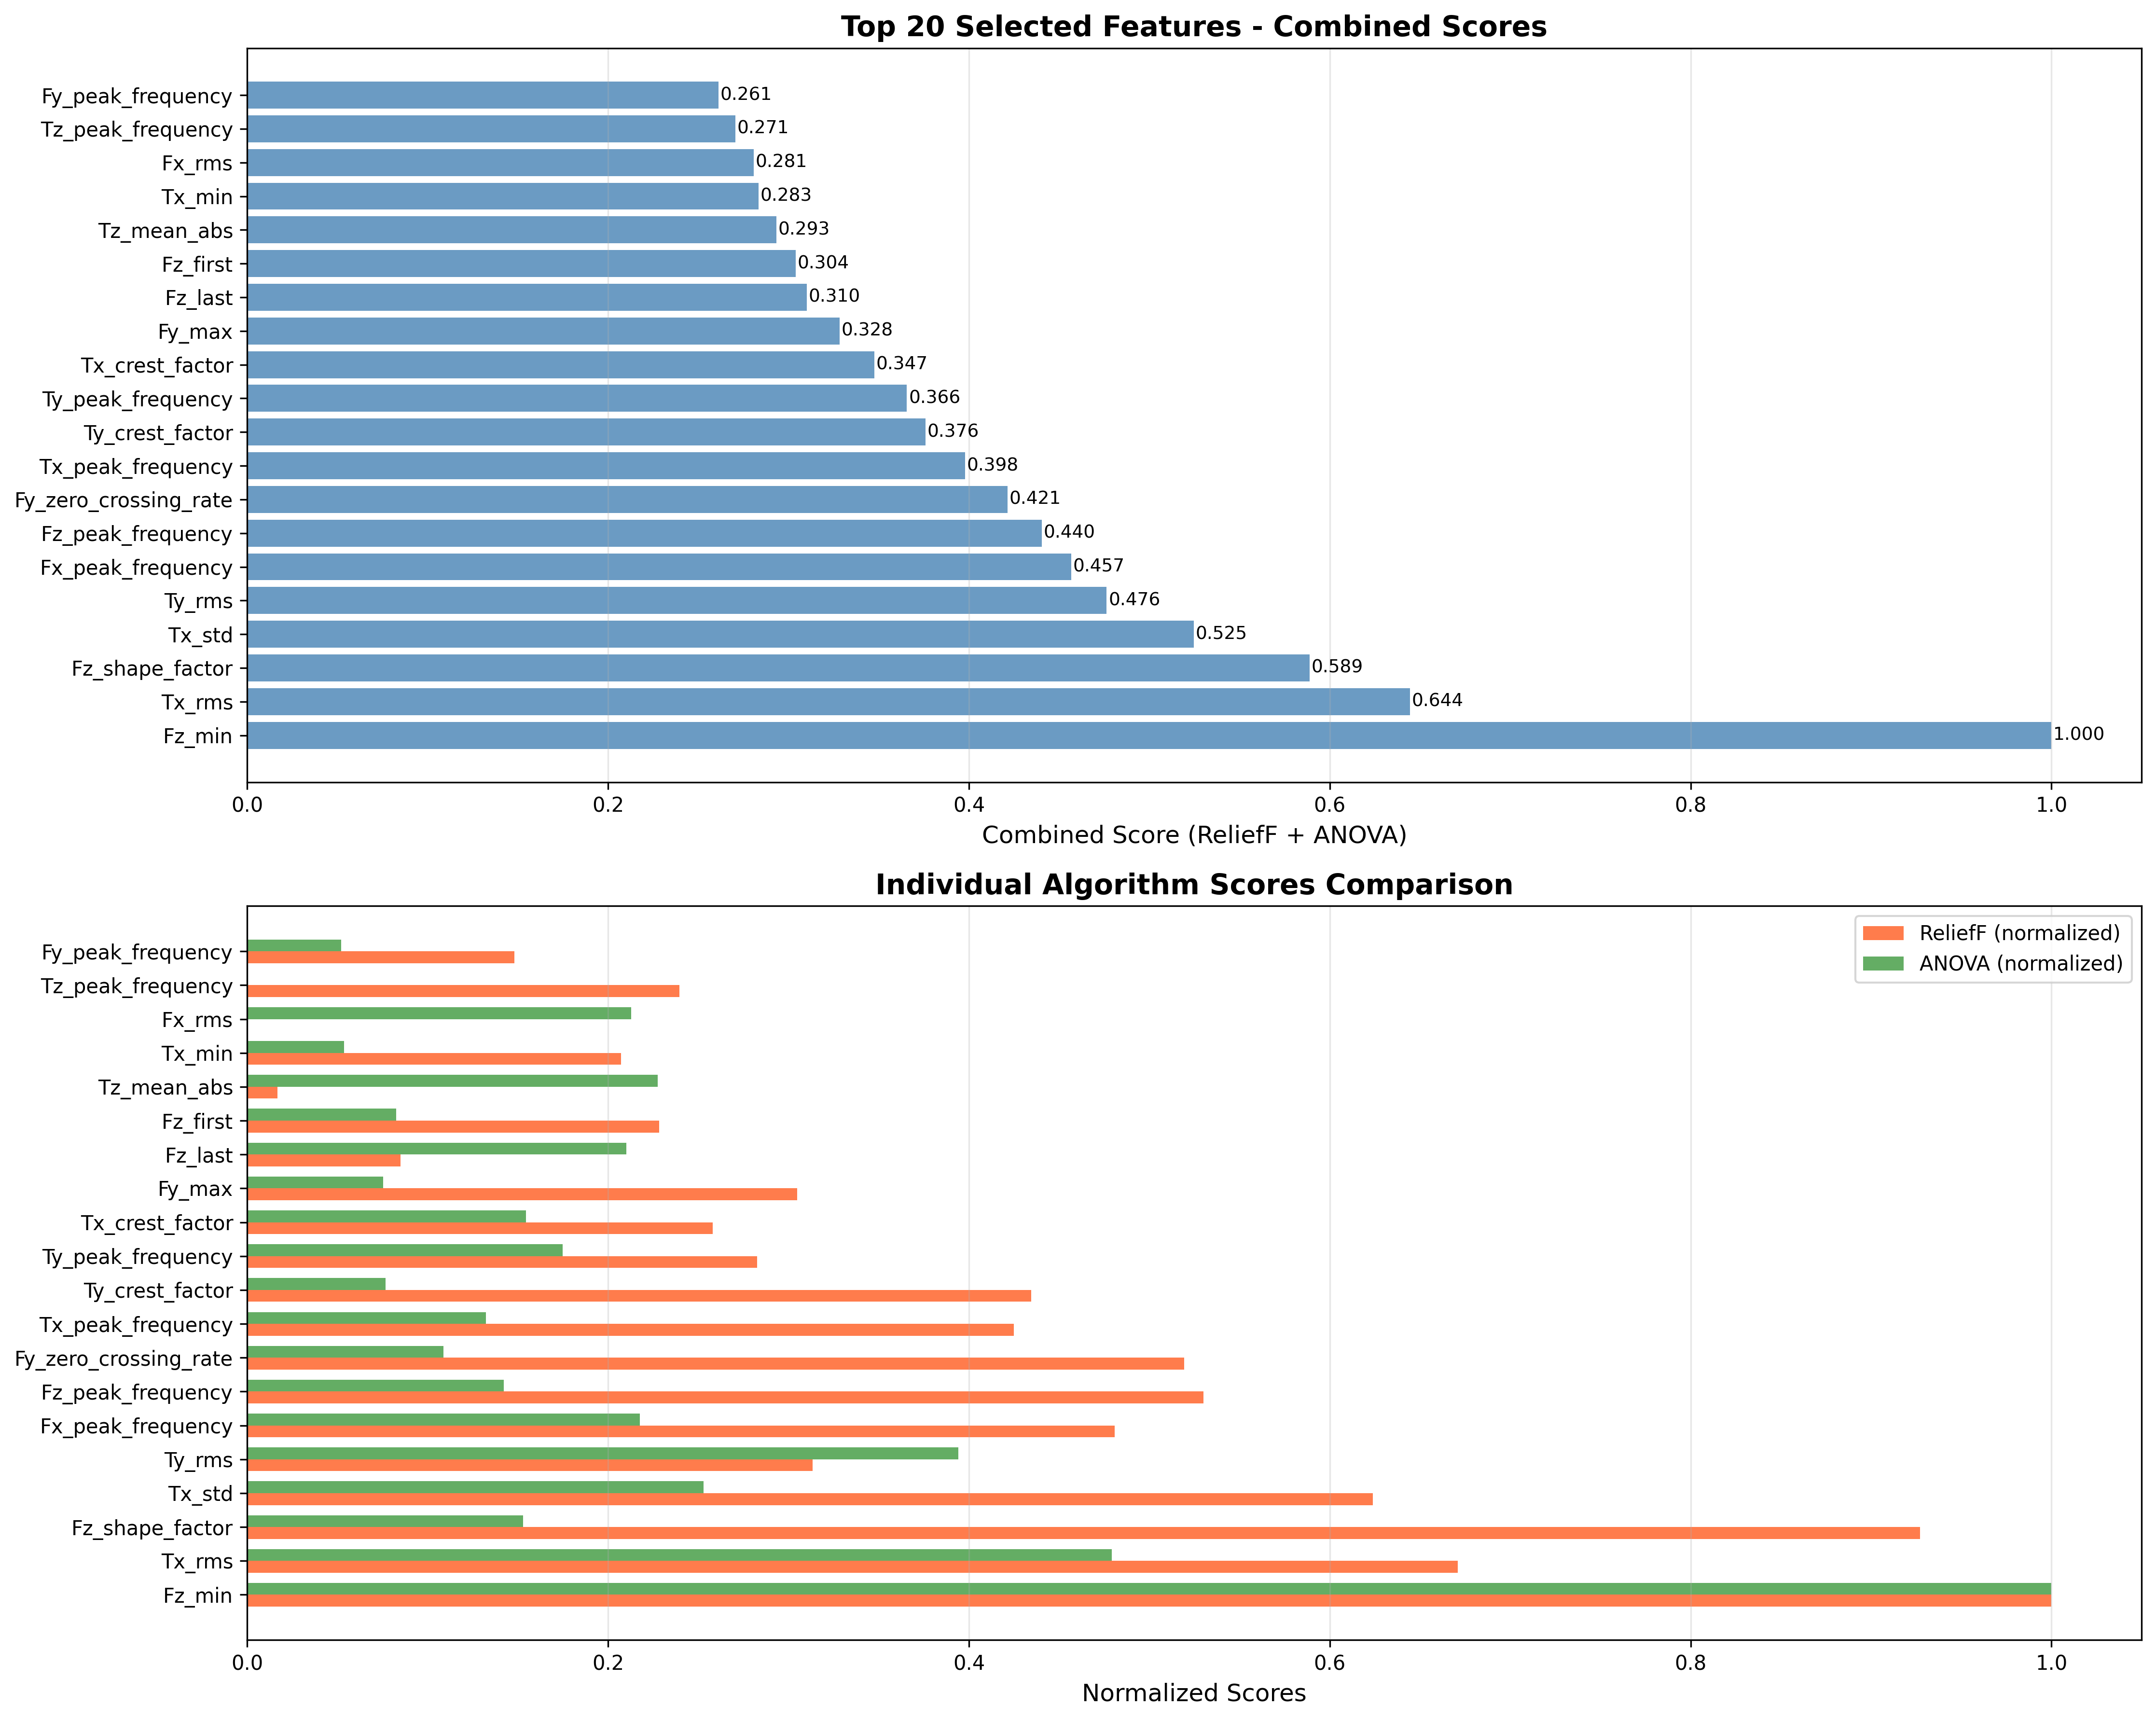 Top 20 Selected Features - Combined Scores
Fy_peak_frequency 0.261
Tz_peak_frequency 0.271
Fx_rms 0.281
Tx_min 0.283
Tz_mean_abs 0.293
Fz_first 0.304
Fz_last 0.310
Fy_max 0.328
Tx_crest_factor 0.347
Ty_peak_frequency 0.366
Ty_crest_factor 0.376
Tx_peak_frequency 0.398
Fy_zero_crossing_rate 0.421
Fz_peak_frequency 0.440
Fx_peak_frequency 0.457
Ty_rms 0.476
Tx_std 0.525
Fz_shape_factor 0.589
Tx_rms 0.644
Fz_min 1.000
0.0 0.2 0.4 0.6 0.8 1.0
Combined Score (ReliefF + ANOVA)
Individual Algorithm Scores Comparison
ReliefF (normalized)
ANOVA (normalized)
Fy_peak_frequency
Tz_peak_frequency
Fx_rms
Tx_min
Tz_mean_abs
Fz_first
Fz_last
Fy_max
Tx_crest_factor
Ty_peak_frequency
Ty_crest_factor
Tx_peak_frequency
Fy_zero_crossing_rate
Fz_peak_frequency
Fx_peak_frequency
Ty_rms
Tx_std
Fz_shape_factor
Tx_rms
Fz_min
0.0 0.2 0.4 0.6 0.8 1.0
Normalized Scores